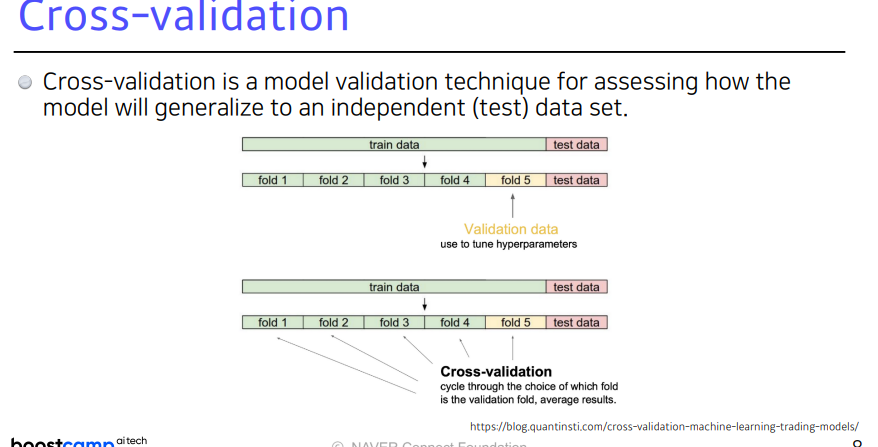 Cross-validation
Cross-validation is a model validation technique for assessing how the
model will generalize to an independent (test) data set.
train data test data
fold 1 fold 2 fold 3 fold 4 fold 5 test data
Validation data
use to tune hyperparameters
train data test data
fold 1 fold 2 fold 3 fold 4 fold 5 test data
Cross-validation
cycle through the choice of which fold
is the validation fold, average results.
https://blog.quantinsti.com/cross-validation-machine-learning-trading-models/
boostcamp ai tech
© NAVER Connect Foundation